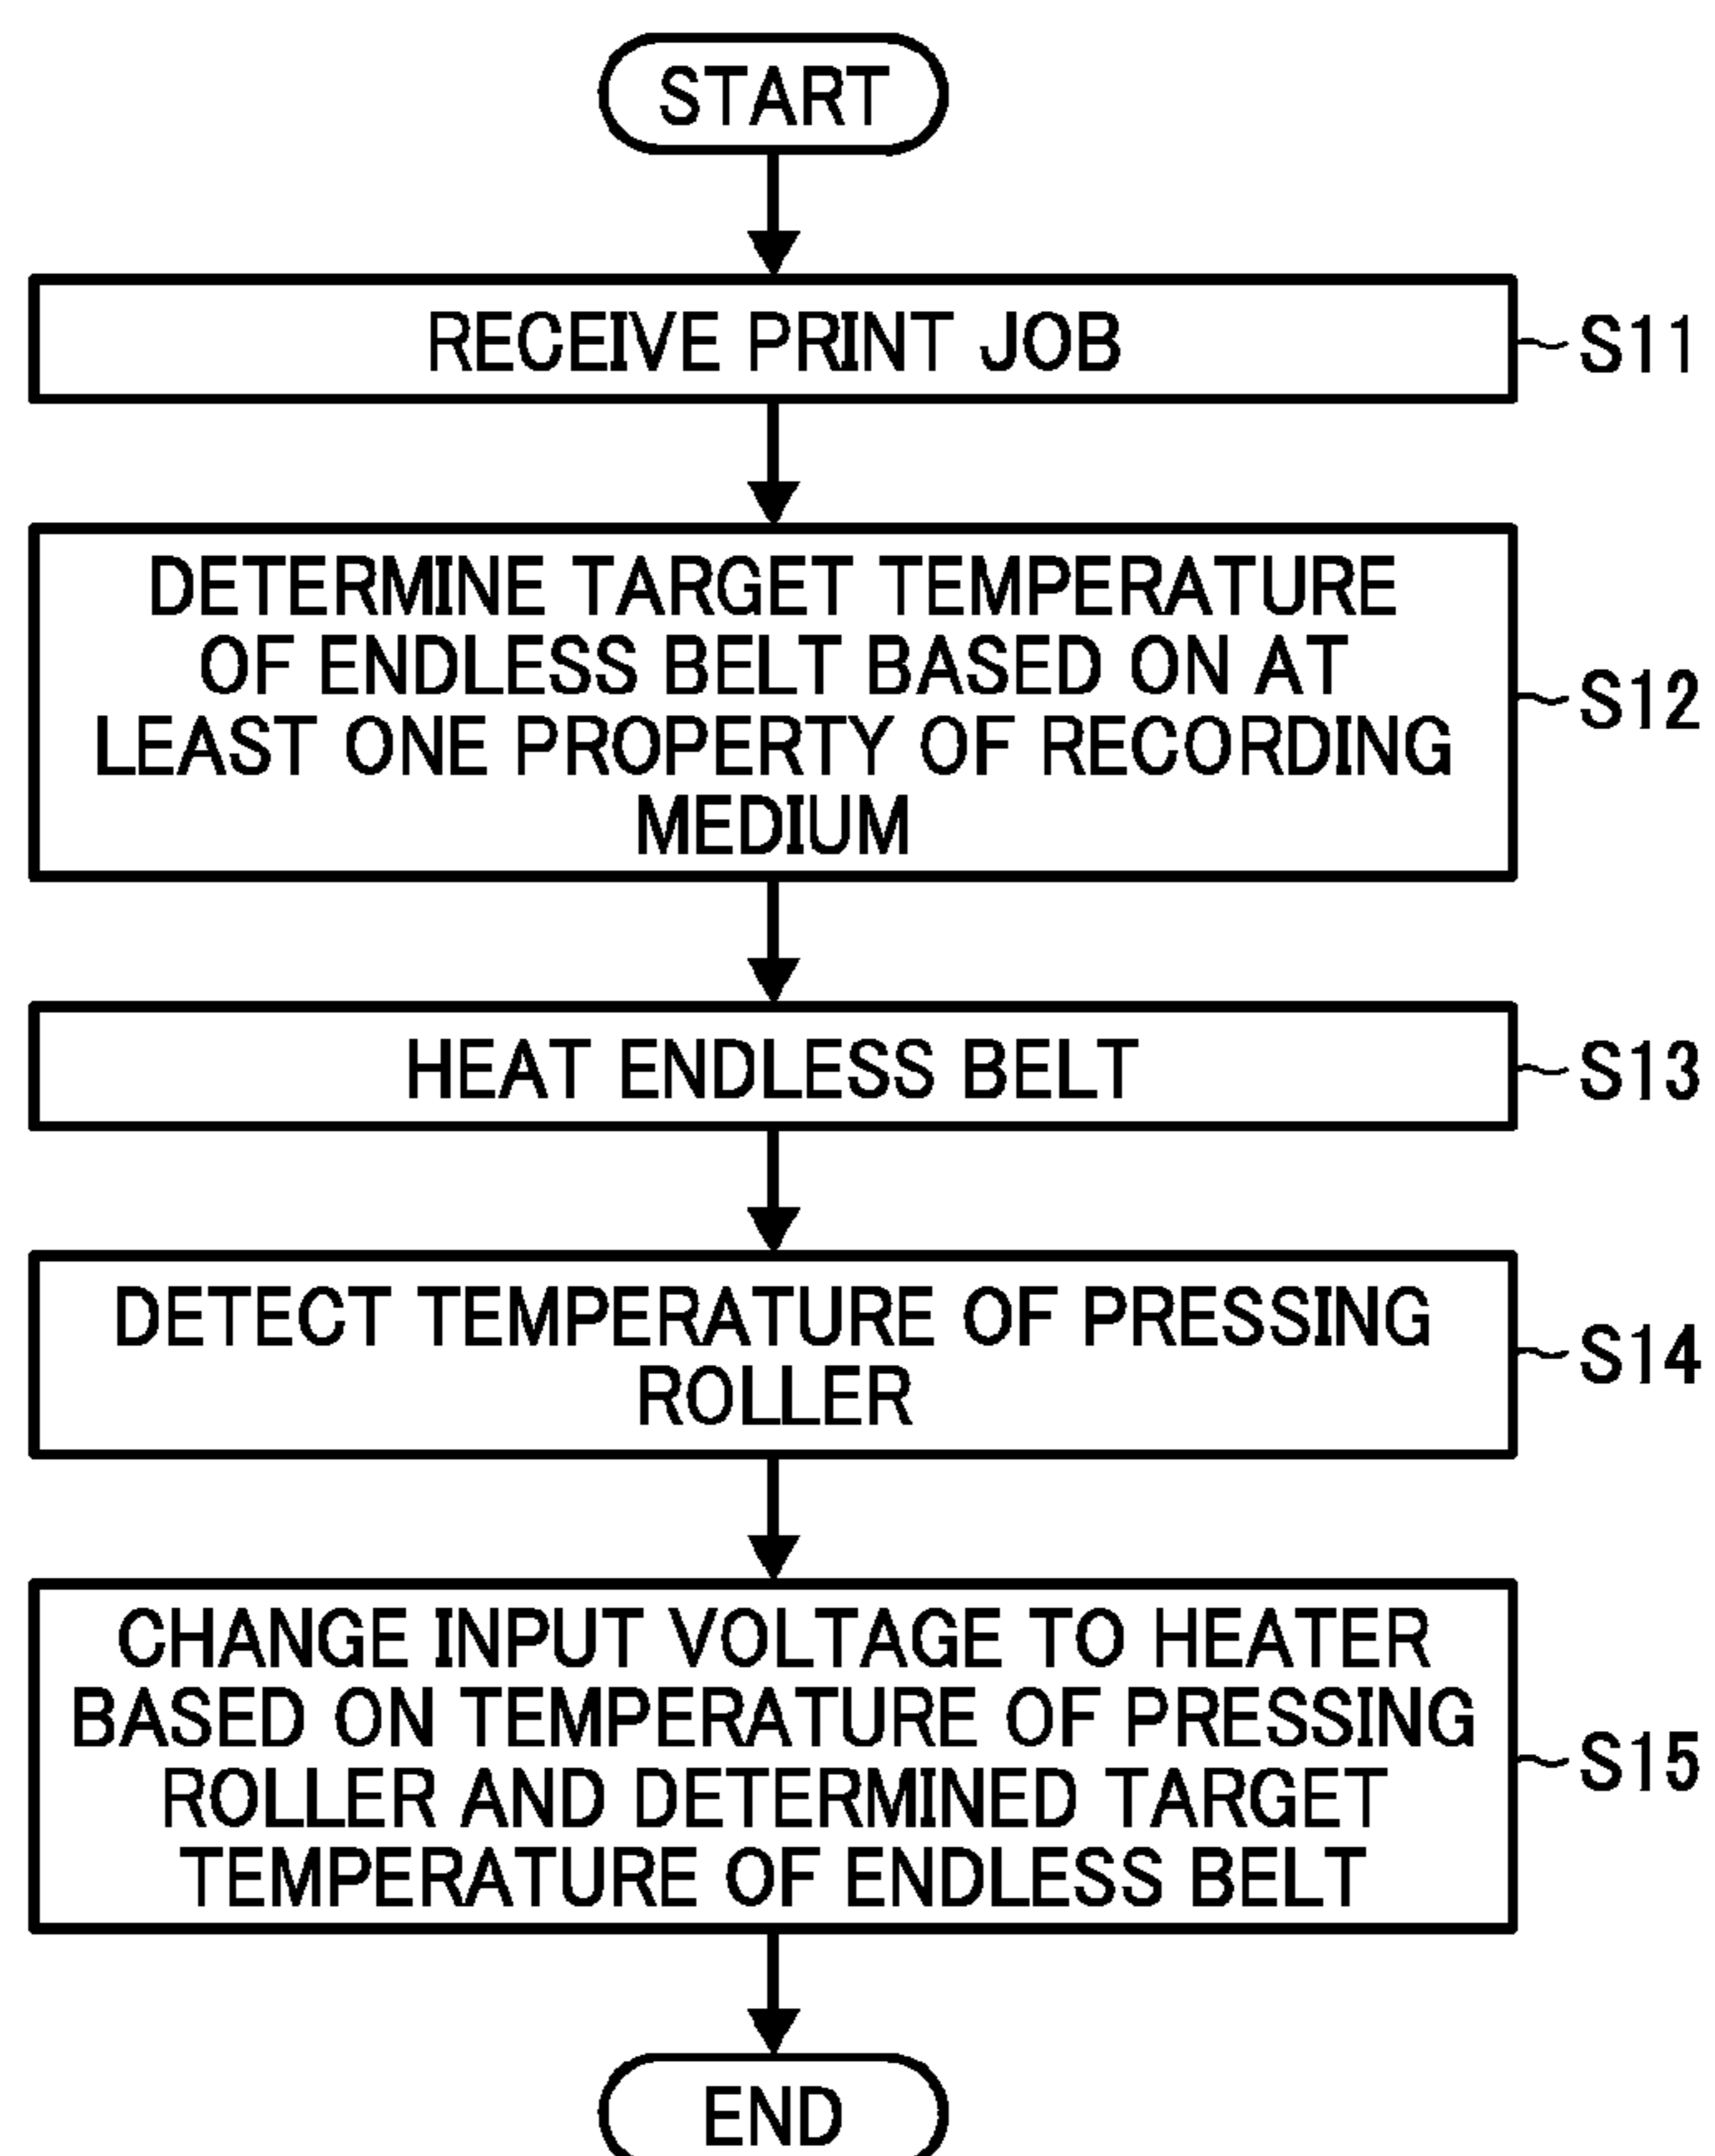 START
RECEIVE PRINT JOB
S11
DETERMINE TARGET TEMPERATURE
OF ENDLESS BELT BASED ON AT
LEAST ONE PROPERTY OF RECORDING
MEDIUM
S12
HEAT ENDLESS BELT
S13
DETECT TEMPERATURE OF PRESSING
ROLLER
S14
CHANGE INPUT VOLTAGE TO HEATER
BASED ON TEMPERATURE OF PRESSING
ROLLER AND DETERMINED TARGET
TEMPERATURE OF ENDLESS BELT
S15
END